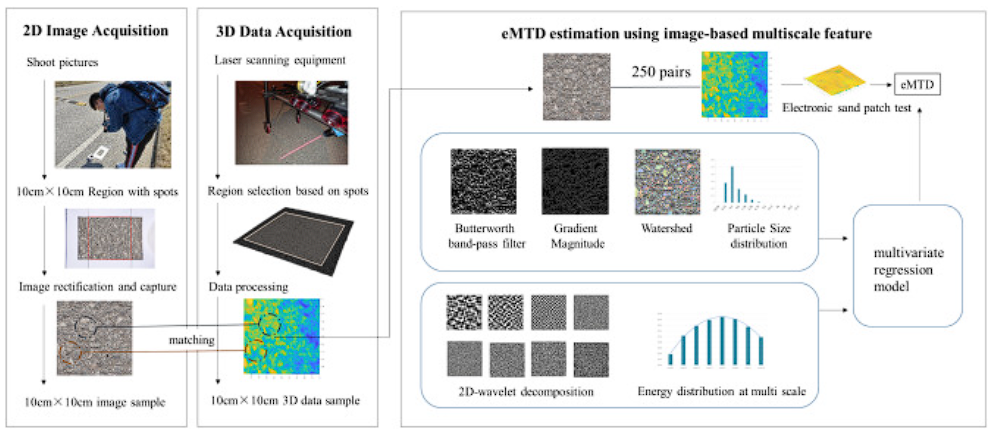 2D Image Acquisition
Shoot pictures
10cm×10cm Region with spots
Image rectification and capture
10cm×10cm image sample
3D Data Acquisition
Laser scanning equipment
Region selection based on spots
Data processing
matching
10cm×10cm 3D data sample
eMTD estimation using image-based multiscale feature
250 pairs
eMTD
Electronic sand patch test
Butterworth
band-pass filter
Gradient
Magnitude
Watershed
Particle Size
distribution
multivariate
regression
model
2D-wavelet decomposition
Energy distribution at multi scale